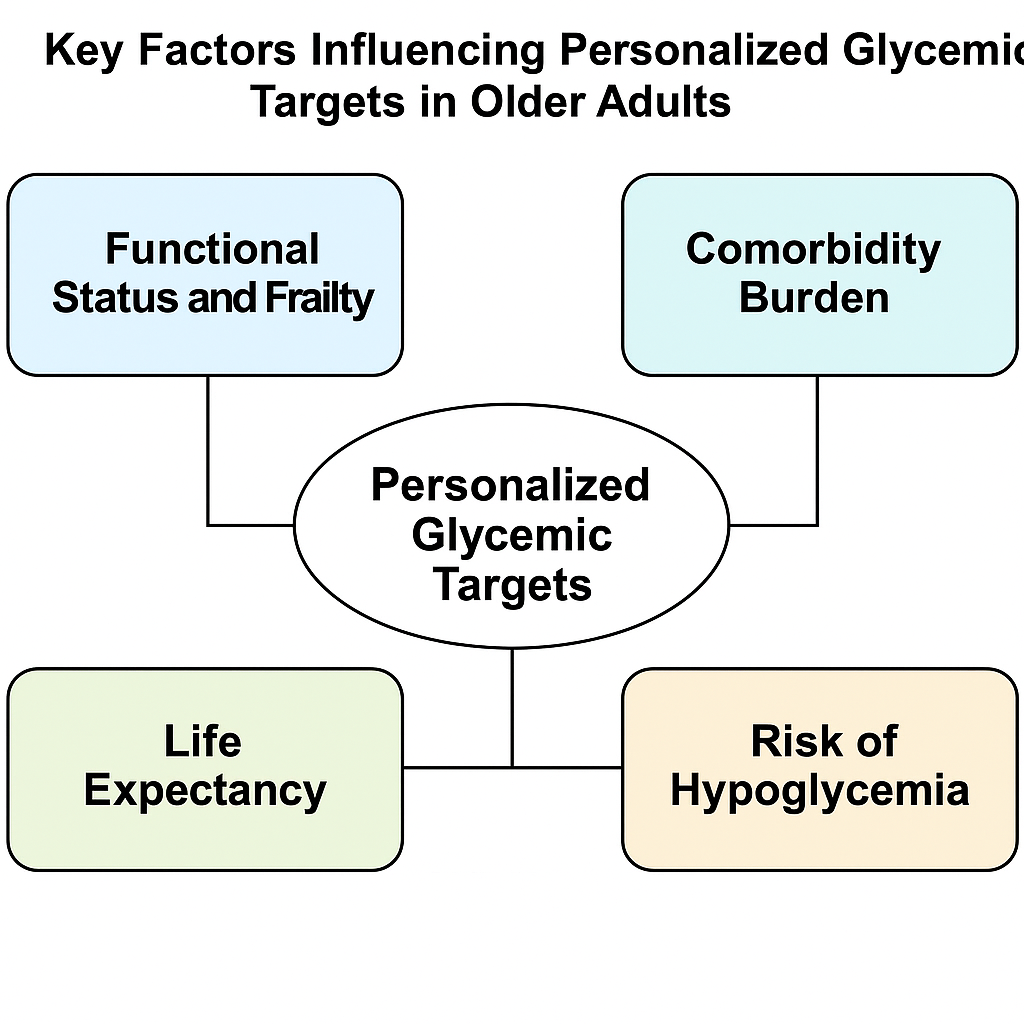 Key Factors Influencing Personalized Glycemic
Targets in Older Adults
Functional
Status and Frailty
Comorbidity
Burden
Personalized
Glycemic
Targets
Life
Expectancy
Risk of
Hypoglycemia